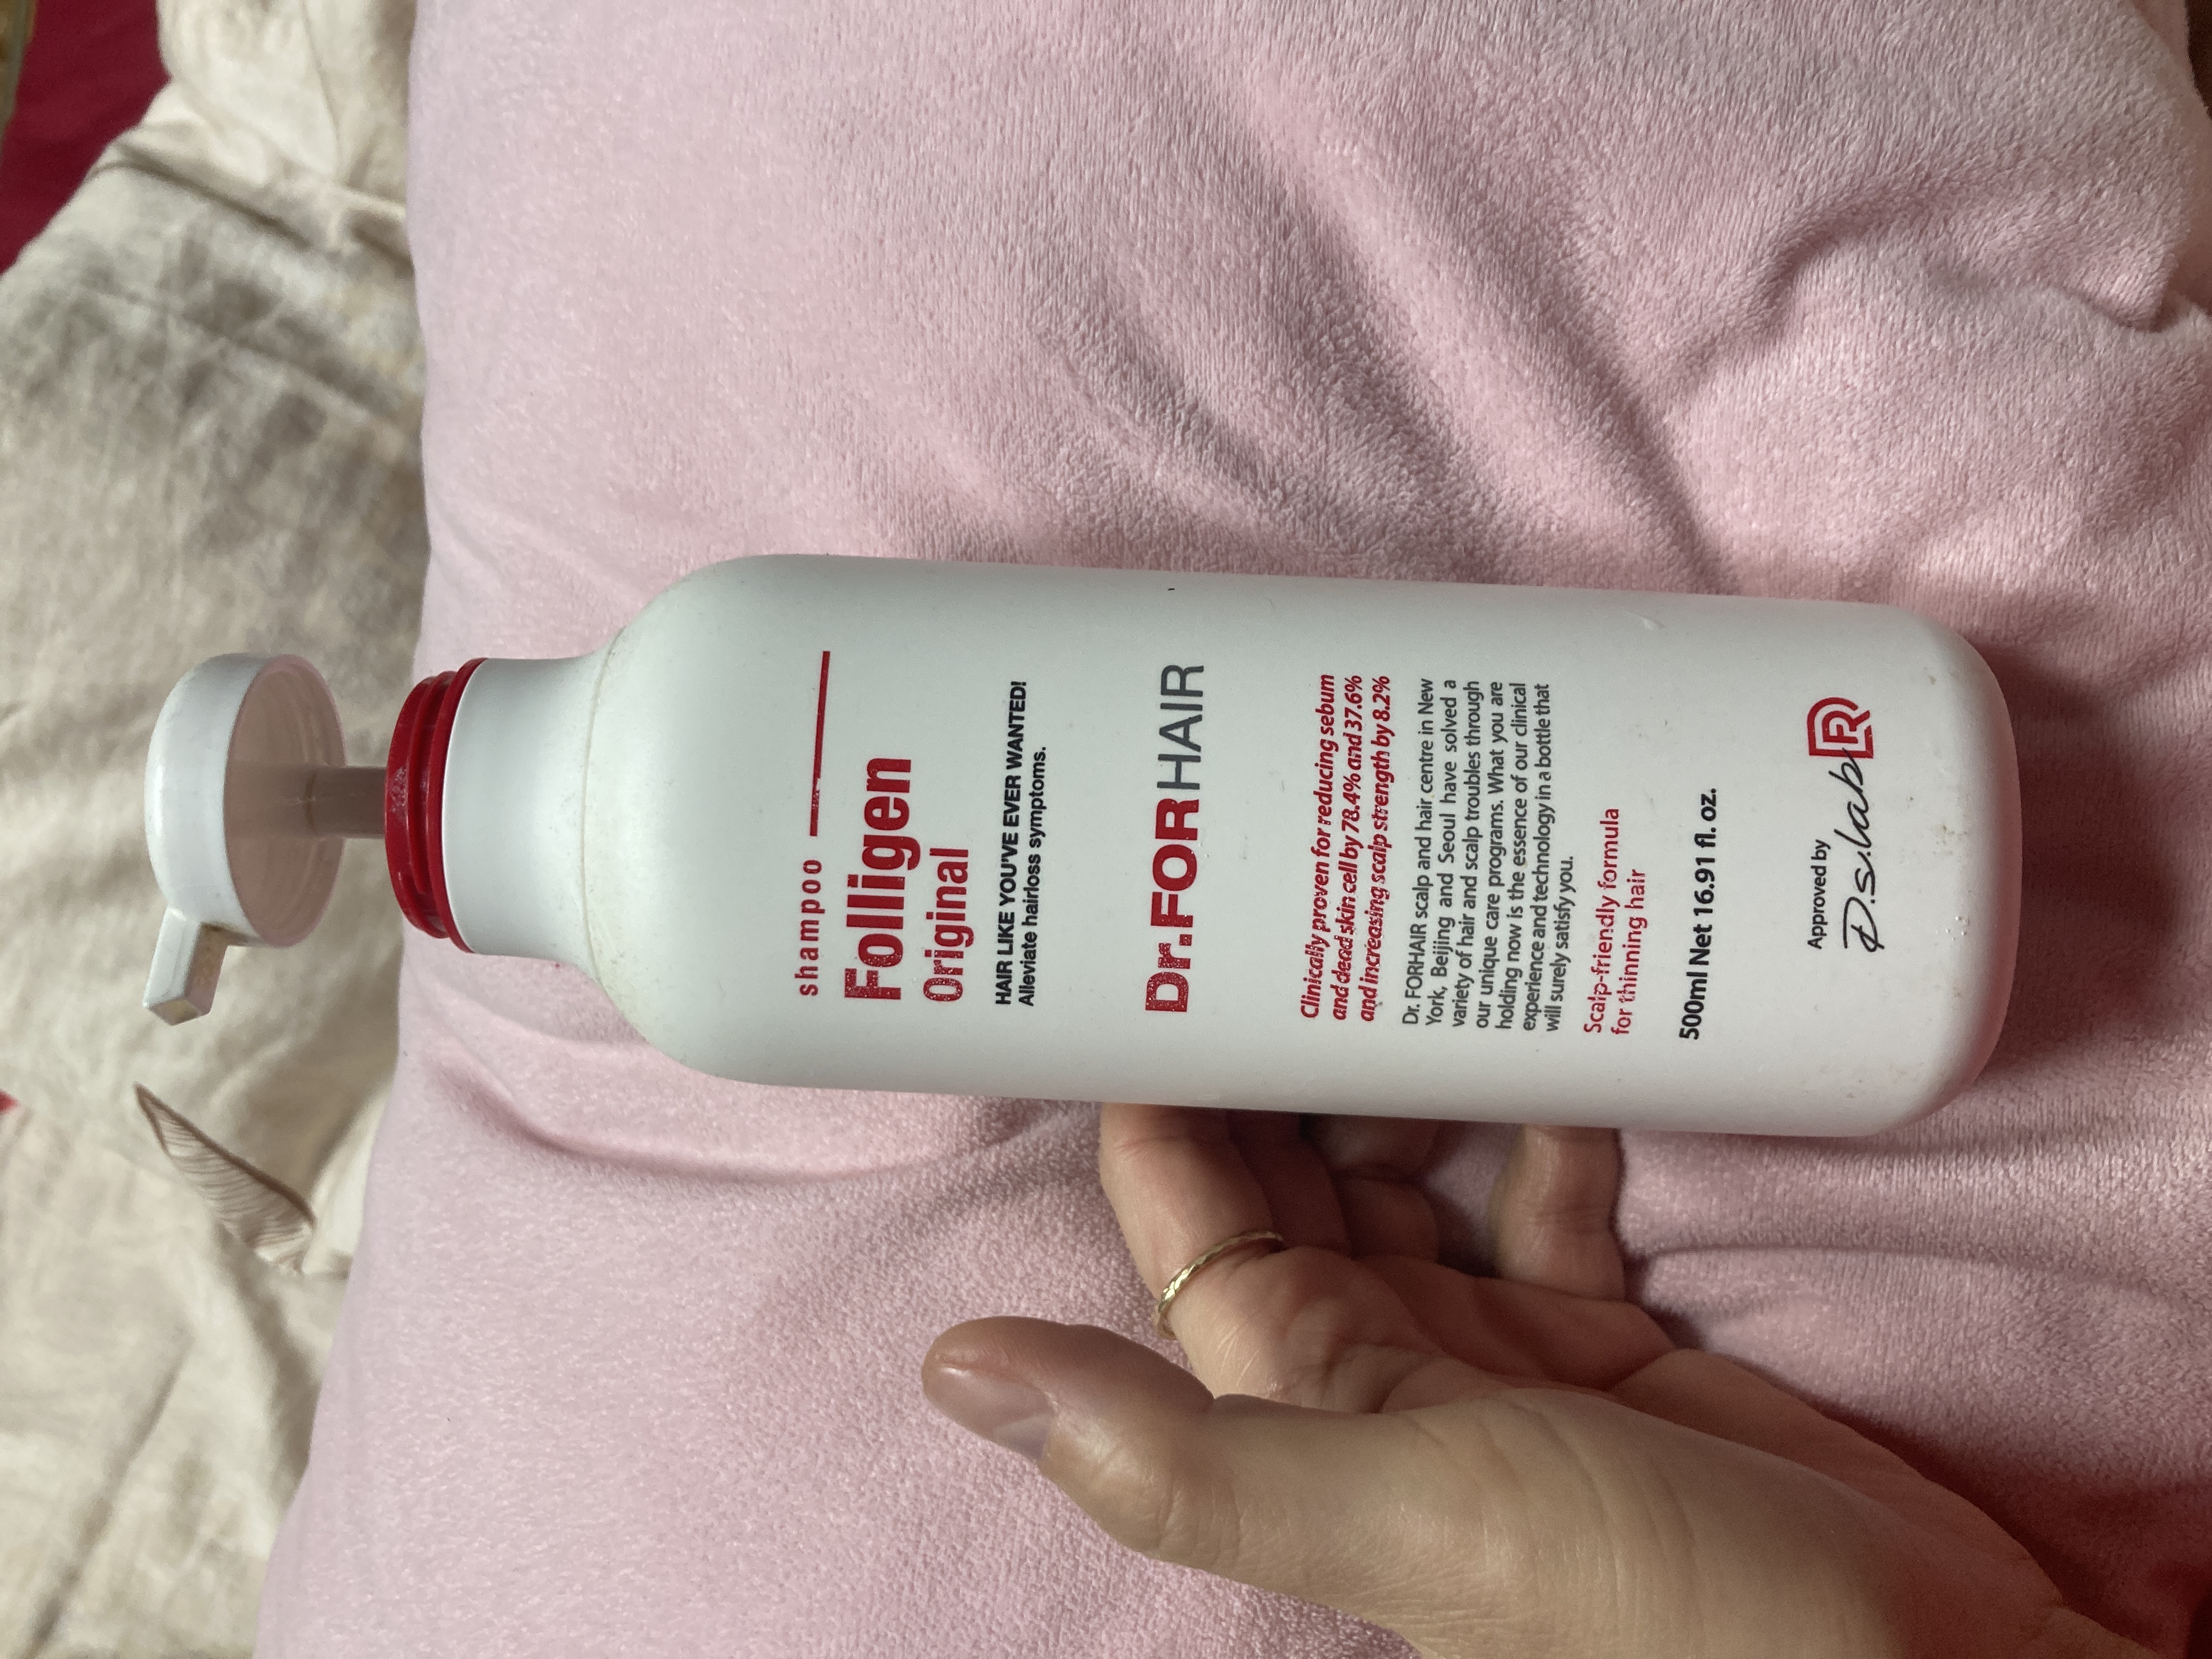 shampoo
Folligen
Original
HAIR LIKE YOU'VE EVER WANTED!
Alleviate hairloss symptoms.
Dr.FORHAIR
Clinically proven for reducing sebum
and dead skin cell by 78.4% and 37.6%
and increasing scalp strength by 8.2%
Dr. FORHAIR scalp and hair centre in New
York, Beijing and Seoul have solved a
variety of hair and scalp troubles through
our unique care programs. What you are
holding now is the essence of our clinical
experience and technology in a bottle that
will surely satisfy you.
Scalp-friendly formula
for thinning hair
500ml Net 16.91 fl. oz.
Approved by
D.S.lab